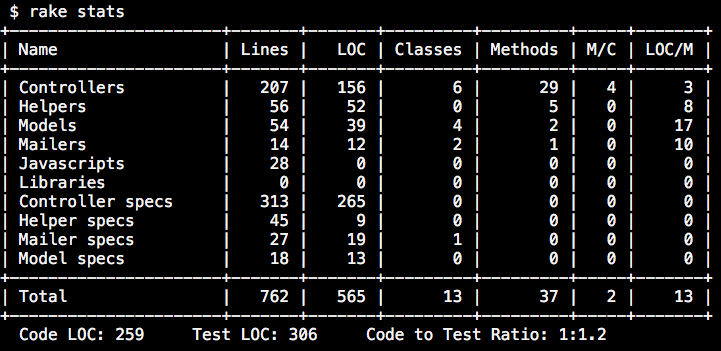 $ rake stats
+----------------------+-------+-------+---------+---------+-----+-------+
| Name                 | Lines |   LOC | Classes | Methods | M/C | LOC/M |
+----------------------+-------+-------+---------+---------+-----+-------+
| Controllers          |   207 |   156 |       6 |      29 |   4 |     3 |
| Helpers              |    56 |    52 |       0 |       5 |   0 |     8 |
| Models               |    54 |    39 |       4 |       2 |   0 |    17 |
| Mailers              |    14 |    12 |       2 |       1 |   0 |    10 |
| Javascripts          |    28 |     0 |       0 |       0 |   0 |     0 |
| Libraries            |     0 |     0 |       0 |       0 |   0 |     0 |
| Controller specs     |   313 |   265 |       0 |       0 |   0 |     0 |
| Helper specs         |    45 |     9 |       0 |       0 |   0 |     0 |
| Mailer specs         |    27 |    19 |       1 |       0 |   0 |     0 |
| Model specs          |    18 |    13 |       0 |       0 |   0 |     0 |
+----------------------+-------+-------+---------+---------+-----+-------+
| Total                |   762 |   565 |      13 |      37 |   2 |    13 |
+----------------------+-------+-------+---------+---------+-----+-------+
  Code LOC: 259     Test LOC: 306     Code to Test Ratio: 1:1.2